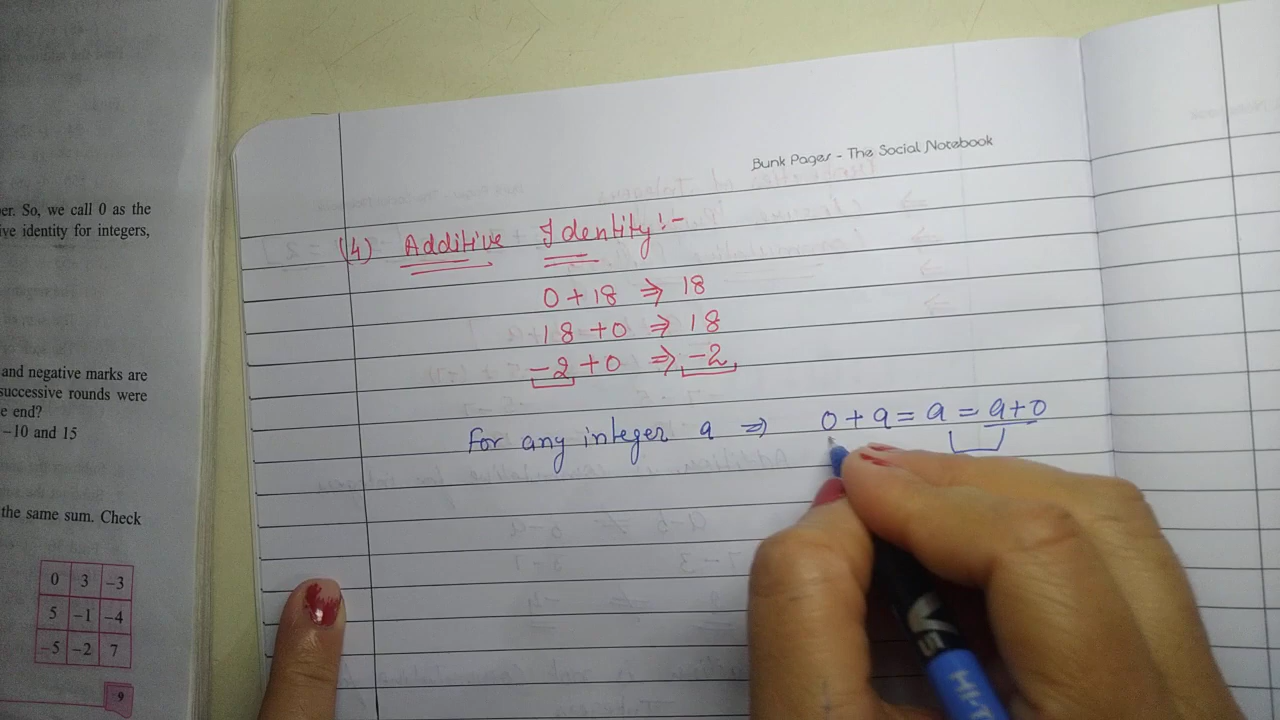 er. So, we call 0 as the
ive identity for integers,
and negative marks are
successive rounds were
e end?
–10 and 15
the same sum. Check
0 3 –3
5 –1 –4
–5 –2 7
9
Bunk Pages - The Social Notebook
(4) Additive Identity :-
0 + 18 ⇒ 18
18 + 0 ⇒ 18
-2 + 0 ⇒ -2
For any integer a ⇒ 0 + a = a = a + 0
V5
HI-T